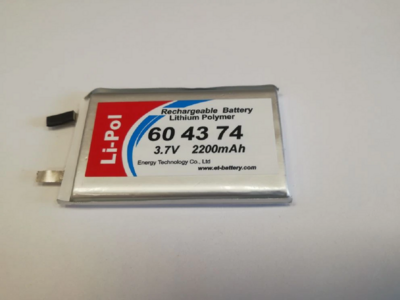 Li-Pol
Rechargeable Battery
Lithium Polymer
60 43 74
3.7V 2200mAh
Energy Technology Co., Ltd
www.et-battery.com